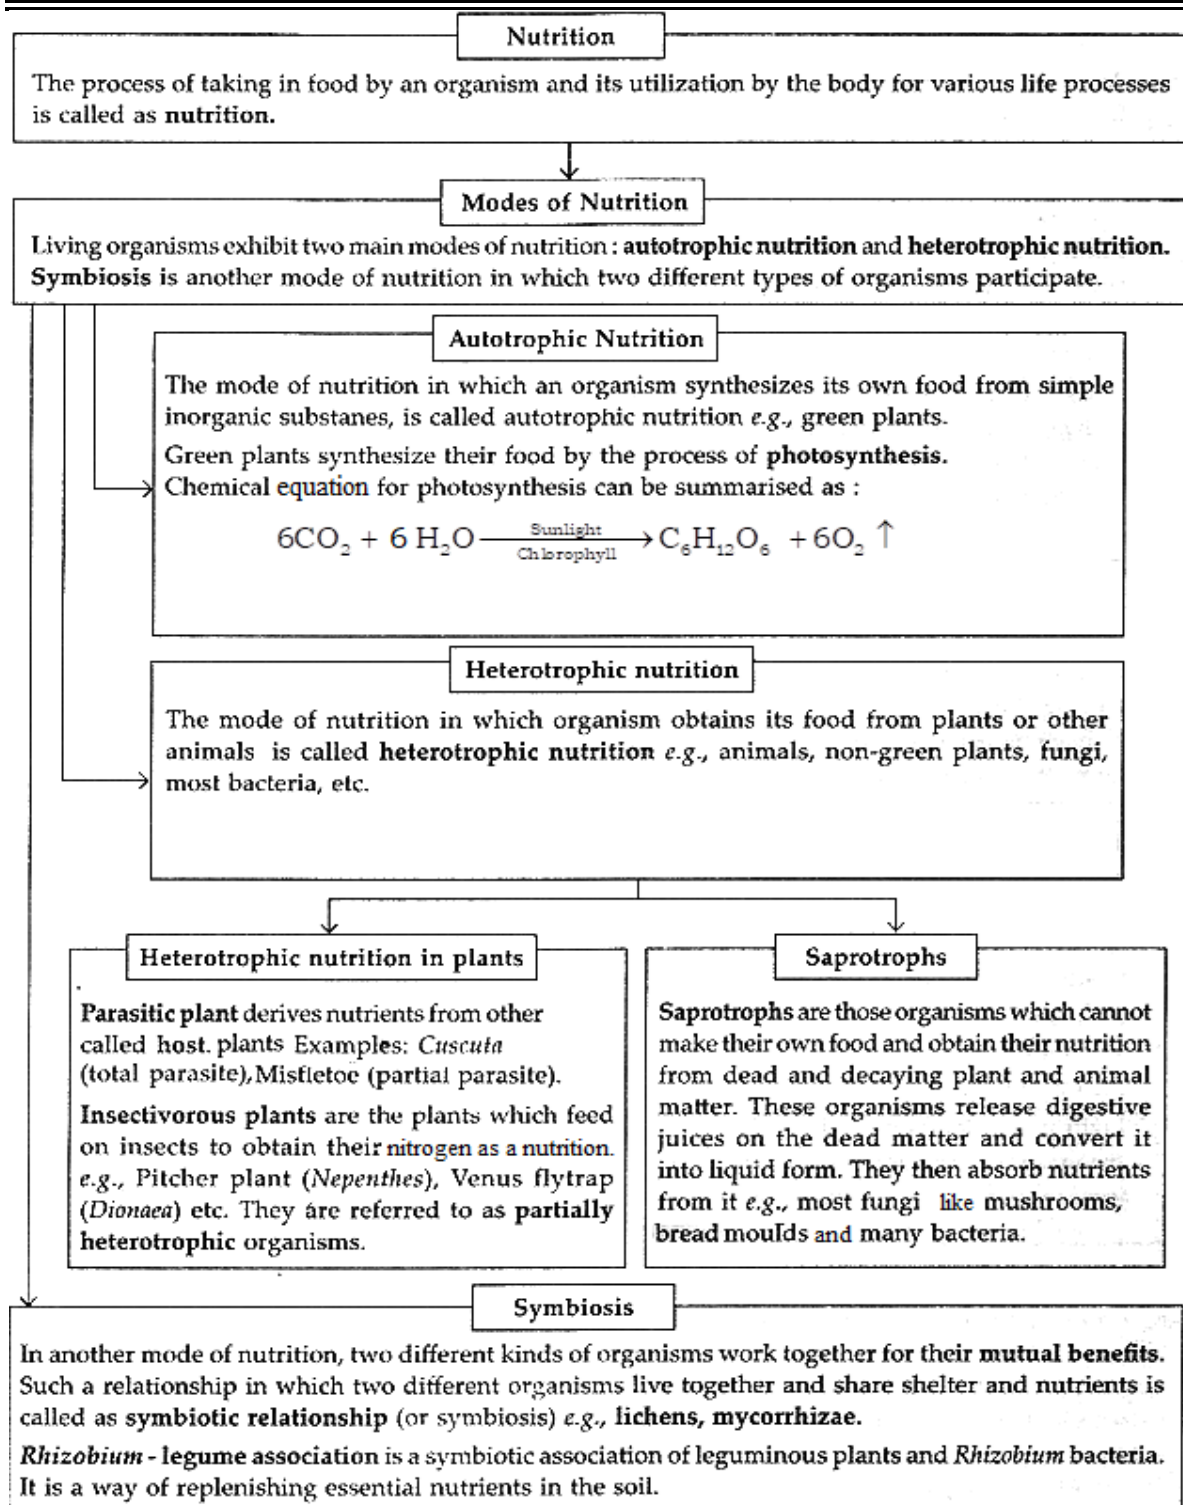 Nutrition
The process of taking in food by an organism and its utilization by the body for various life processes
is called as nutrition.
Modes of Nutrition
Living organisms exhibit two main modes of nutrition : autotrophic nutrition and heterotrophic nutrition.
Symbiosis is another mode of nutrition in which two different types of organisms participate.
Autotrophic Nutrition
The mode of nutrition in which an organism synthesizes its own food from simple
inorganic substanes, is called autotrophic nutrition e.g., green plants.
Green plants synthesize their food by the process of photosynthesis.
Chemical equation for photosynthesis can be summarised as :
6CO₂ + 6 H₂O Sunlight Chlorophyll → C₆H₁₂O₆ + 6O₂ ↑
Heterotrophic nutrition
The mode of nutrition in which organism obtains its food from plants or other
animals is called heterotrophic nutrition e.g., animals, non-green plants, fungi,
most bacteria, etc.
Heterotrophic nutrition in plants
Parasitic plant derives nutrients from other
called host. plants Examples: Cuscuta
(total parasite), Mistletoe (partial parasite).
Insectivorous plants are the plants which feed
on insects to obtain their nitrogen as a nutrition.
e.g., Pitcher plant (Nepenthes), Venus flytrap
(Dionaea) etc. They are referred to as partially
heterotrophic organisms.
Saprotrophs
Saprotrophs are those organisms which cannot
make their own food and obtain their nutrition
from dead and decaying plant and animal
matter. These organisms release digestive
juices on the dead matter and convert it
into liquid form. They then absorb nutrients
from it e.g., most fungi like mushrooms,
bread moulds and many bacteria.
Symbiosis
In another mode of nutrition, two different kinds of organisms work together for their mutual benefits.
Such a relationship in which two different organisms live together and share shelter and nutrients is
called as symbiotic relationship (or symbiosis) e.g., lichens, mycorrhizae.
Rhizobium - legume association is a symbiotic association of leguminous plants and Rhizobium bacteria.
It is a way of replenishing essential nutrients in the soil.